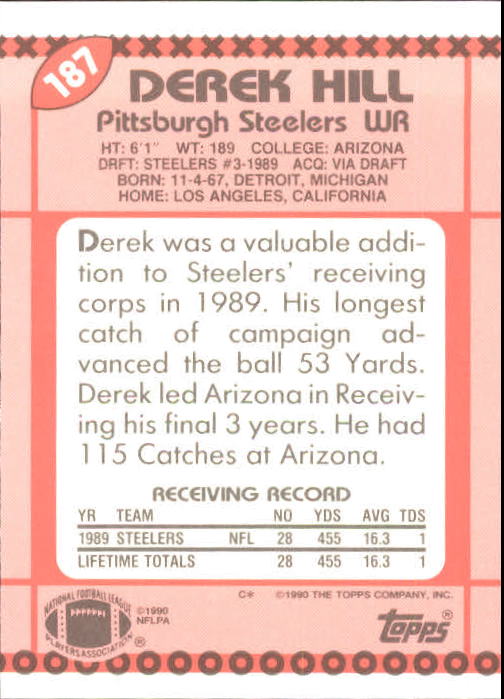 187
DEREK HILL
Pittsburgh Steelers WR
HT: 6'1" WT: 189 COLLEGE: ARIZONA
DRFT: STEELERS #3-1989 ACQ: VIA DRAFT
BORN: 11-4-67, DETROIT, MICHIGAN
HOME: LOS ANGELES, CALIFORNIA
Derek was a valuable addi-
tion to Steelers' receiving
corps in 1989. His longest
catch of campaign ad-
vanced the ball 53 Yards.
Derek led Arizona in Receiv-
ing his final 3 years. He had
115 Catches at Arizona.
RECEIVING RECORD
YR TEAM NO YDS AVG TDS
1989 STEELERS NFL 28 455 16.3 1
LIFETIME TOTALS 28 455 16.3 1
C* ©1990 THE TOPPS COMPANY, INC.
NATIONAL FOOTBALL LEAGUE
PLAYERS ASSOCIATION ®
©1990
NFLPA
topps®